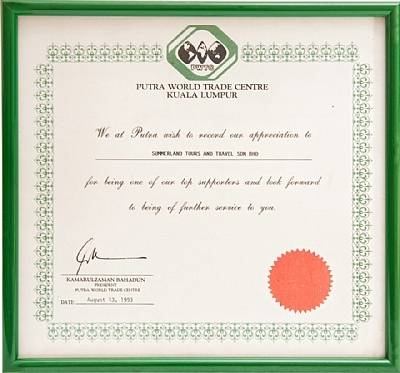 PWTC
PUTRA WORLD TRADE CENTRE
KUALA LUMPUR
We at Putra wish to record our appreciation to
SUMMERLAND TOURS AND TRAVEL SDN BHD
for being one of our top supporters and look forward
to being of further service to you.
KAMARULZAMAN BAHADUN
PRESIDENT
PUTRA WORLD TRADE CENTRE
DATE: August 13, 1993